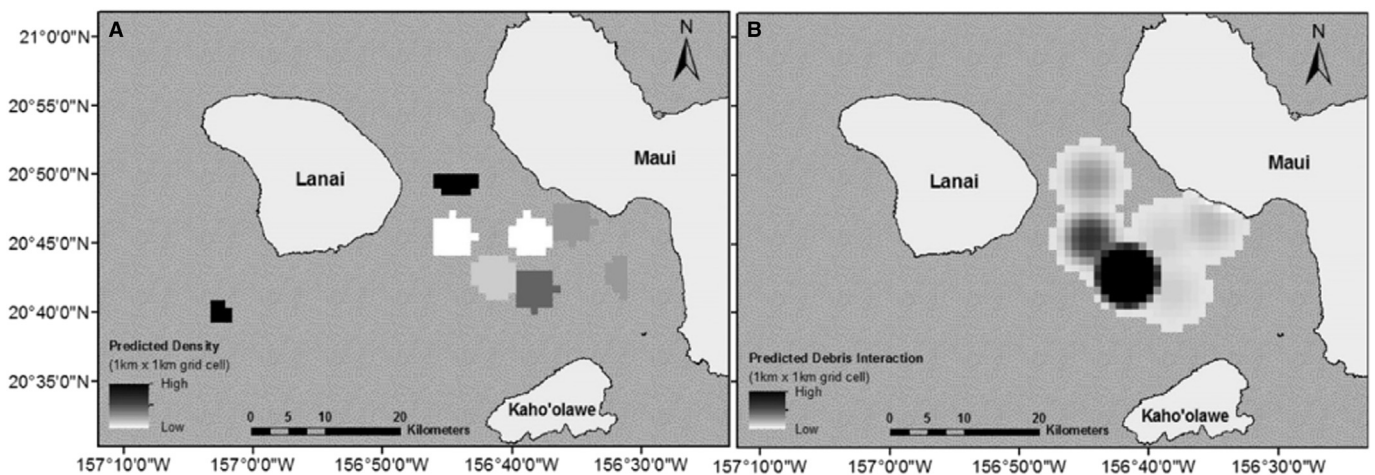 A
B
N
N
21°0'0"N
20°55'0"N
20°50'0"N
20°45'0"N
20°40'0"N
20°35'0"N
Lanai
Maui
Kaho'olawe
Predicted Density
(1km x 1km grid cell)
High
Low
0 5 10 20
Kilometers
Lanai
Maui
Kaho'olawe
Predicted Debris Interaction
(1km x 1km grid cell)
High
Low
0 5 10 20
Kilometers
157°10'0"W 157°0'0"W 156°50'0"W 156°40'0"W 156°30'0"W 157°10'0"W 157°0'0"W 156°50'0"W 156°40'0"W 156°30'0"W